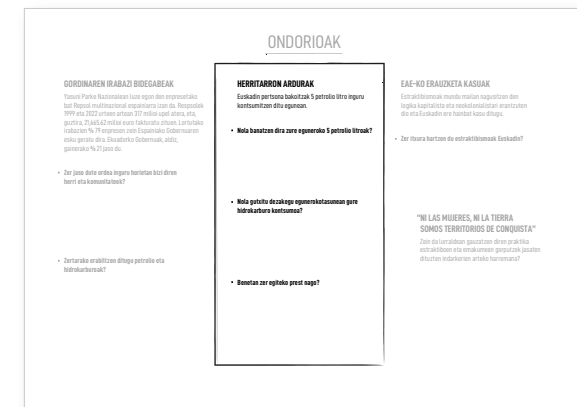 ONDORIOAK
GORDINAREN IRABAZI BIDEGABEAK
Yasuni Parke Nazionalean luze egon den enpresetako
bat Repsol multinazional espainiarra izan da. Respolek
1999 eta 2022 urteen artean 317 milioi upel atera, eta,
guztira, 21.665,62 milioi euro fakturatu zituen. Lortutako
irabazien % 79 enpresen zein Espainiako Gobernuaren
esku geratu dira. Ekuadorko Gobernuak, aldiz,
gainerako % 21 jaso du.
• Zer jaso dute ordea inguru horietan bizi diren
herri eta komunitateek?
• Zertarako erabiltzen ditugu petrolio eta
hidrokarburoak?
HERRITARRON ARDURAK
Euskadin pertsona bakoitzak 5 petrolio litro inguru
kontsumitzen ditu egunean.
• Nola banatzen dira zure eguneroko 5 petrolio litroak?
• Nola gutxitu dezakegu egunerokotasunean gure
hidrokarburo kontsumoa?
• Benetan zer egiteko prest nago?
EAE-KO ERAUZKETA KASUAK
Estraktibismoak mundu mailan nagusitzen den
logika kapitalista eta neokolonialistari erantzuten
dio eta Euskadin ere hainbat kasu ditugu.
• Zer itxura hartzen du estraktibismoak Euskadin?
"NI LAS MUJERES, NI LA TIERRA
SOMOS TERRITORIOS DE CONQUISTA"
Zein da lurraldean gauzatzen diren praktika
estraktiboen eta emakumeen gorputzek jasaten
dituzten indarkerien arteko harremana?